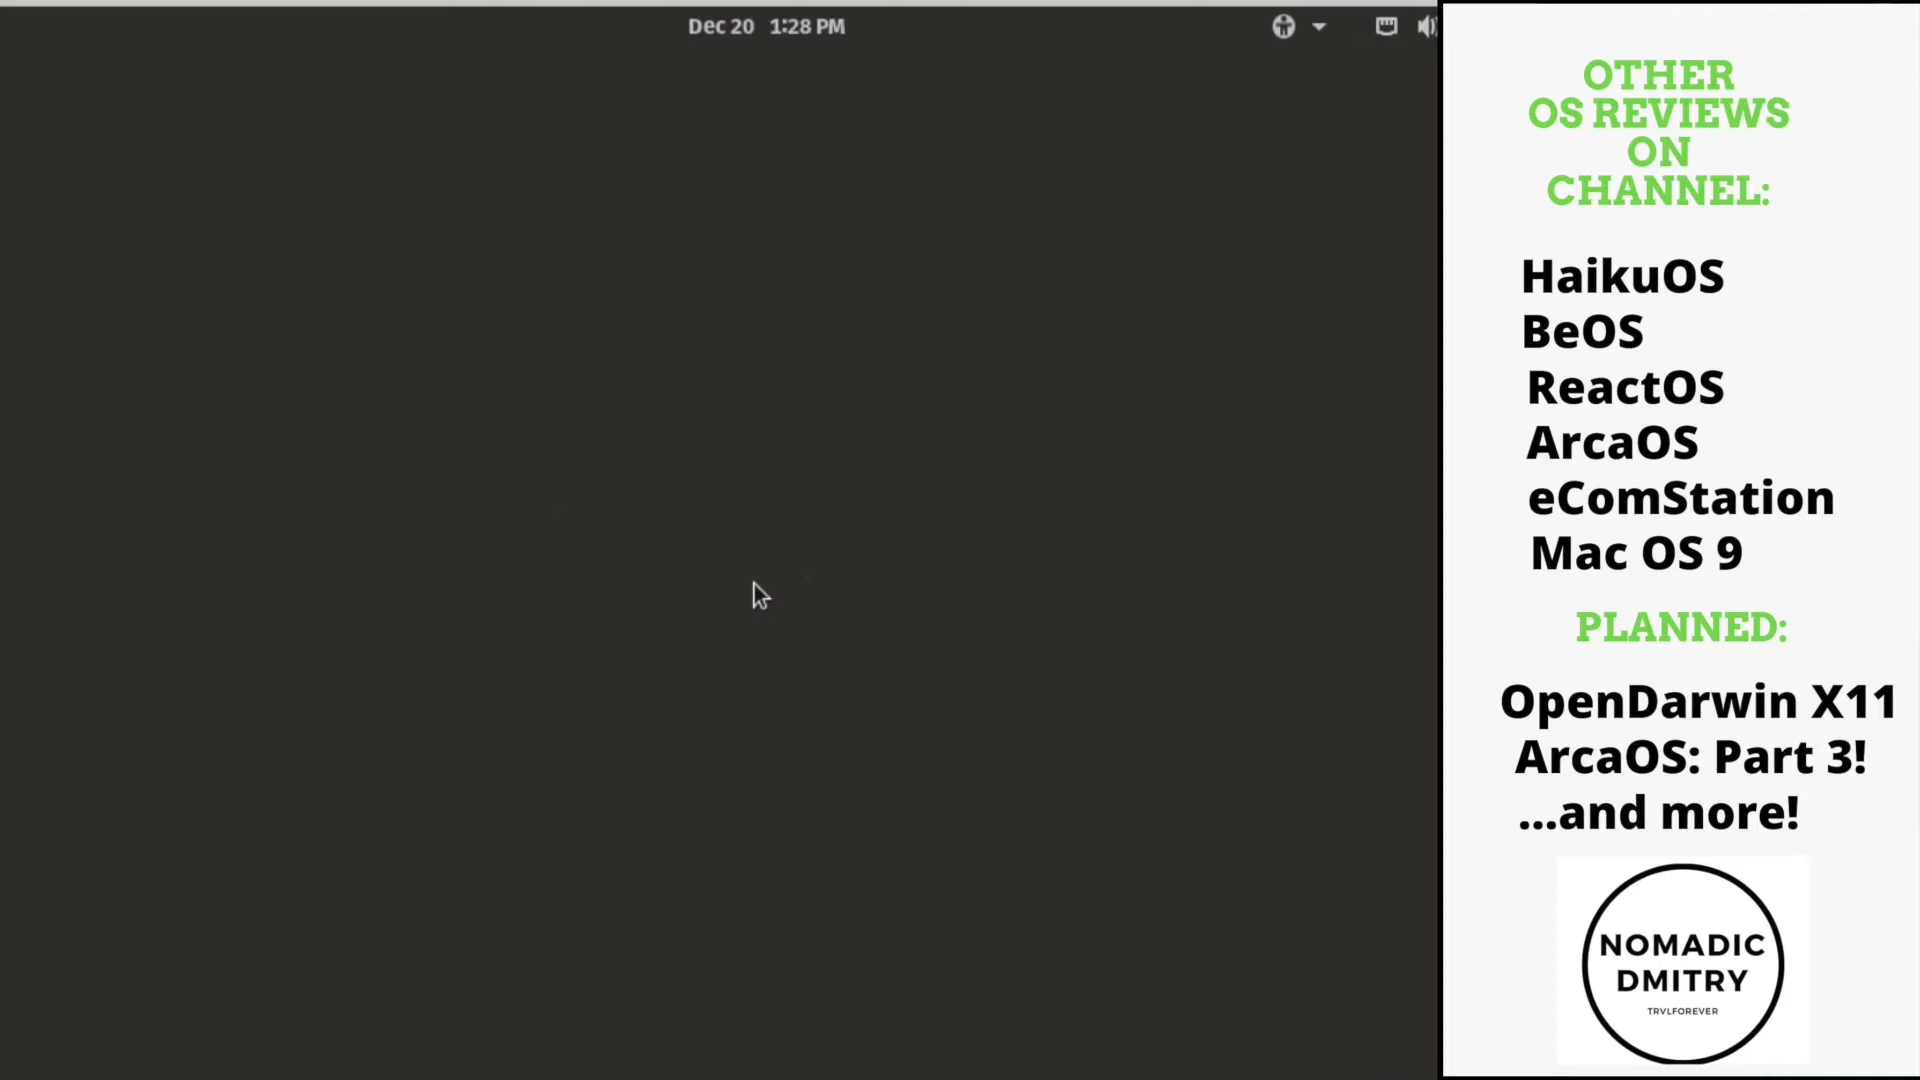 Dec 20 1:28 PM
OTHER
OS REVIEWS
ON
CHANNEL:
HaikuOS
BeOS
ReactOS
ArcaOS
eComStation
Mac OS 9
PLANNED:
OpenDarwin X11
ArcaOS: Part 3!
...and more!
NOMADIC
DMITRY
TRVLFOREVER